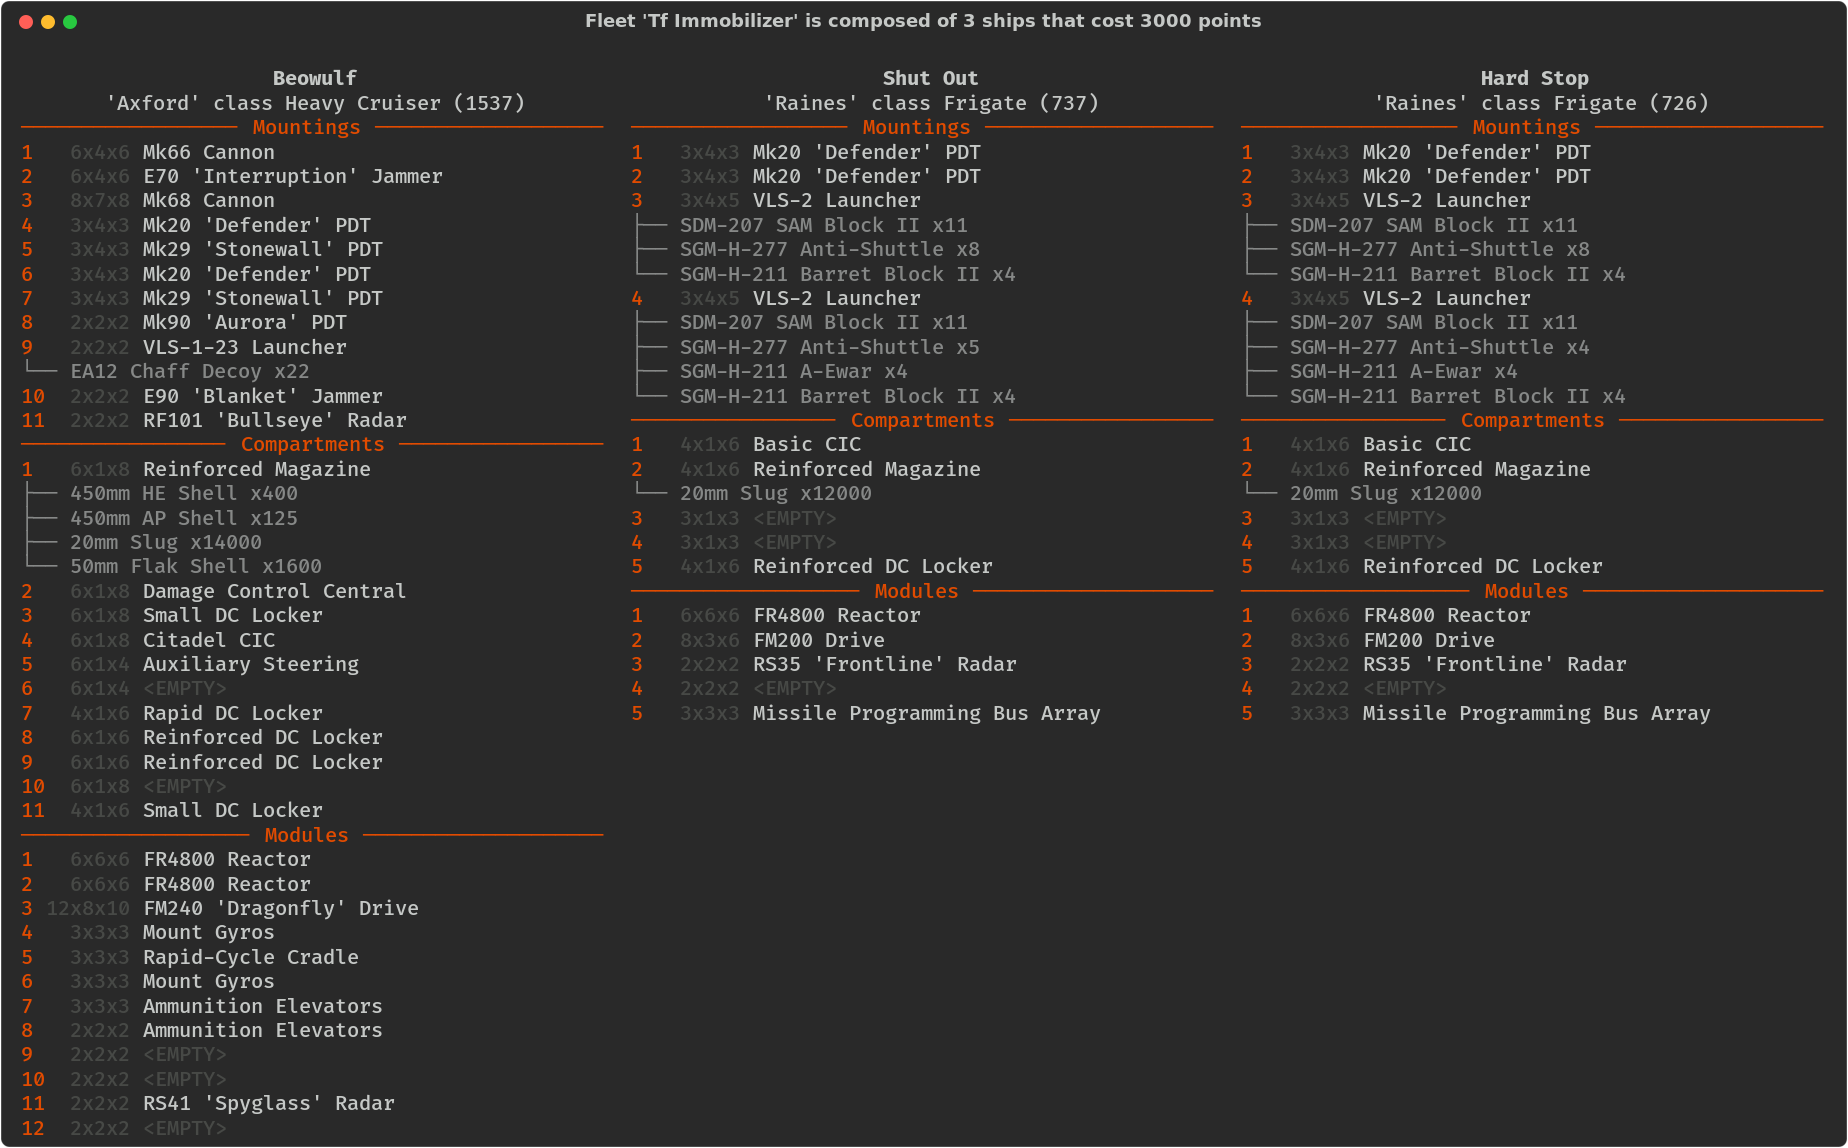 Fleet 'Tf Immobilizer' is composed of 3 ships that cost 3000 points
Beowulf
'Axford' class Heavy Cruiser (1537)
Mountings
1 6x4x6 Mk66 Cannon
2 6x4x6 E70 'Interruption' Jammer
3 8x7x8 Mk68 Cannon
4 3x4x3 Mk20 'Defender' PDT
5 3x4x3 Mk29 'Stonewall' PDT
6 3x4x3 Mk20 'Defender' PDT
7 3x4x3 Mk29 'Stonewall' PDT
8 2x2x2 Mk90 'Aurora' PDT
9 2x2x2 VLS-1-23 Launcher
└── EA12 Chaff Decoy x22
10 2x2x2 E90 'Blanket' Jammer
11 2x2x2 RF101 'Bullseye' Radar
Compartments
1 6x1x8 Reinforced Magazine
├── 450mm HE Shell x400
├── 450mm AP Shell x125
├── 20mm Slug x14000
└── 50mm Flak Shell x1600
2 6x1x8 Damage Control Central
3 6x1x8 Small DC Locker
4 6x1x8 Citadel CIC
5 6x1x4 Auxiliary Steering
6 6x1x4 <EMPTY>
7 4x1x6 Rapid DC Locker
8 6x1x6 Reinforced DC Locker
9 6x1x6 Reinforced DC Locker
10 6x1x8 <EMPTY>
11 4x1x6 Small DC Locker
Modules
1 6x6x6 FR4800 Reactor
2 6x6x6 FR4800 Reactor
3 12x8x10 FM240 'Dragonfly' Drive
4 3x3x3 Mount Gyros
5 3x3x3 Rapid-Cycle Cradle
6 3x3x3 Mount Gyros
7 3x3x3 Ammunition Elevators
8 2x2x2 Ammunition Elevators
9 2x2x2 <EMPTY>
10 2x2x2 <EMPTY>
11 2x2x2 RS41 'Spyglass' Radar
12 2x2x2 <EMPTY>
Shut Out
'Raines' class Frigate (737)
Mountings
1 3x4x3 Mk20 'Defender' PDT
2 3x4x3 Mk20 'Defender' PDT
3 3x4x5 VLS-2 Launcher
├── SDM-207 SAM Block II x11
├── SGM-H-277 Anti-Shuttle x8
└── SGM-H-211 Barret Block II x4
4 3x4x5 VLS-2 Launcher
├── SDM-207 SAM Block II x11
├── SGM-H-277 Anti-Shuttle x5
├── SGM-H-211 A-Ewar x4
└── SGM-H-211 Barret Block II x4
Compartments
1 4x1x6 Basic CIC
2 4x1x6 Reinforced Magazine
└── 20mm Slug x12000
3 3x1x3 <EMPTY>
4 3x1x3 <EMPTY>
5 4x1x6 Reinforced DC Locker
Modules
1 6x6x6 FR4800 Reactor
2 8x3x6 FM200 Drive
3 2x2x2 RS35 'Frontline' Radar
4 2x2x2 <EMPTY>
5 3x3x3 Missile Programming Bus Array
Hard Stop
'Raines' class Frigate (726)
Mountings
1 3x4x3 Mk20 'Defender' PDT
2 3x4x3 Mk20 'Defender' PDT
3 3x4x5 VLS-2 Launcher
├── SDM-207 SAM Block II x11
├── SGM-H-277 Anti-Shuttle x8
└── SGM-H-211 Barret Block II x4
4 3x4x5 VLS-2 Launcher
├── SDM-207 SAM Block II x11
├── SGM-H-277 Anti-Shuttle x4
├── SGM-H-211 A-Ewar x4
└── SGM-H-211 Barret Block II x4
Compartments
1 4x1x6 Basic CIC
2 4x1x6 Reinforced Magazine
└── 20mm Slug x12000
3 3x1x3 <EMPTY>
4 3x1x3 <EMPTY>
5 4x1x6 Reinforced DC Locker
Modules
1 6x6x6 FR4800 Reactor
2 8x3x6 FM200 Drive
3 2x2x2 RS35 'Frontline' Radar
4 2x2x2 <EMPTY>
5 3x3x3 Missile Programming Bus Array